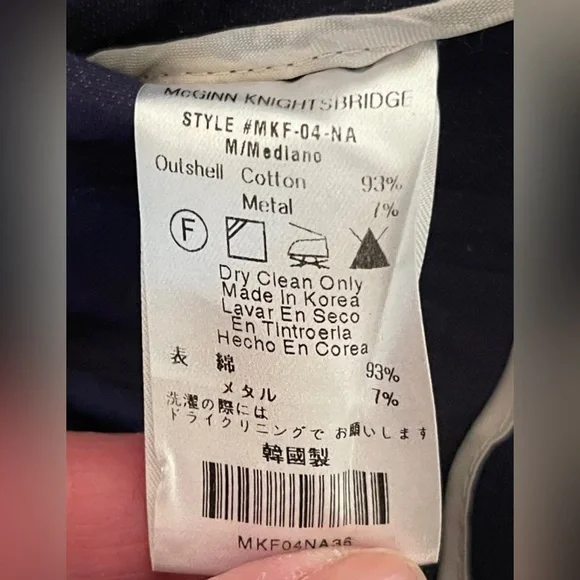 McGINN KNIGHTSBRIDGE
STYLE #MKF-04-NA
M/Mediano
Outshell Cotton 93%
Metal 7%
F
Dry Clean Only
Made In Korea
Lavar En Seco
En Tintroerla
Hecho En Corea
表 綿 93%
メタル 7%
洗濯の際には
ドライクリニングで お願いします
韓國製
MKF04NA36